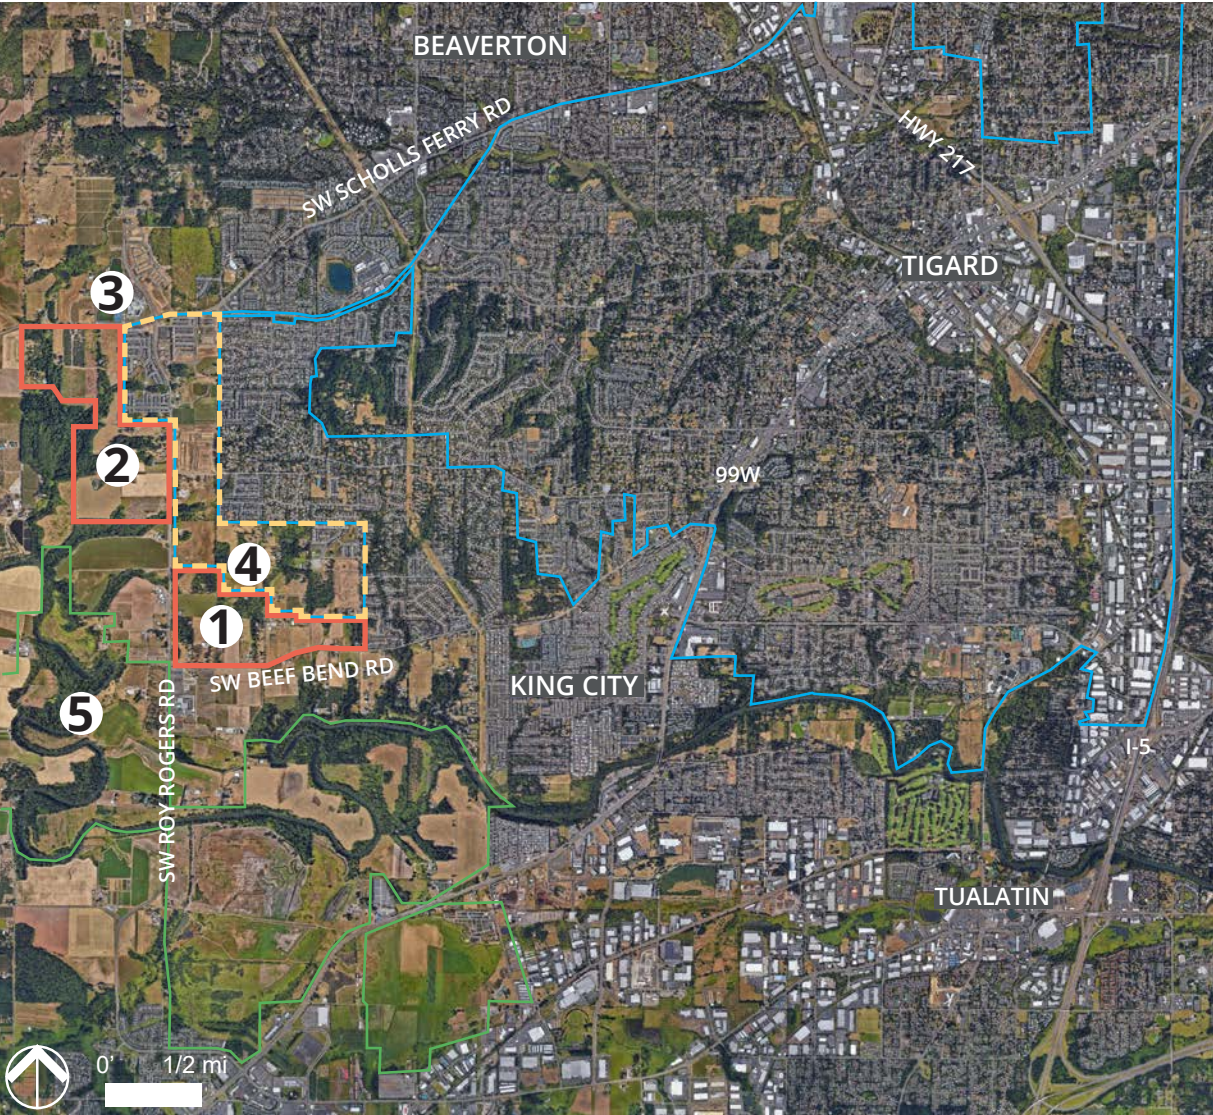 BEAVERTON
SW SCHOLLS FERRY RD
HWY 217
TIGARD
3
2
99W
4
1
SW BEEF BEND RD
KING CITY
5
SW ROY ROGERS RD
I-5
TUALATIN
0' 1/2 mi